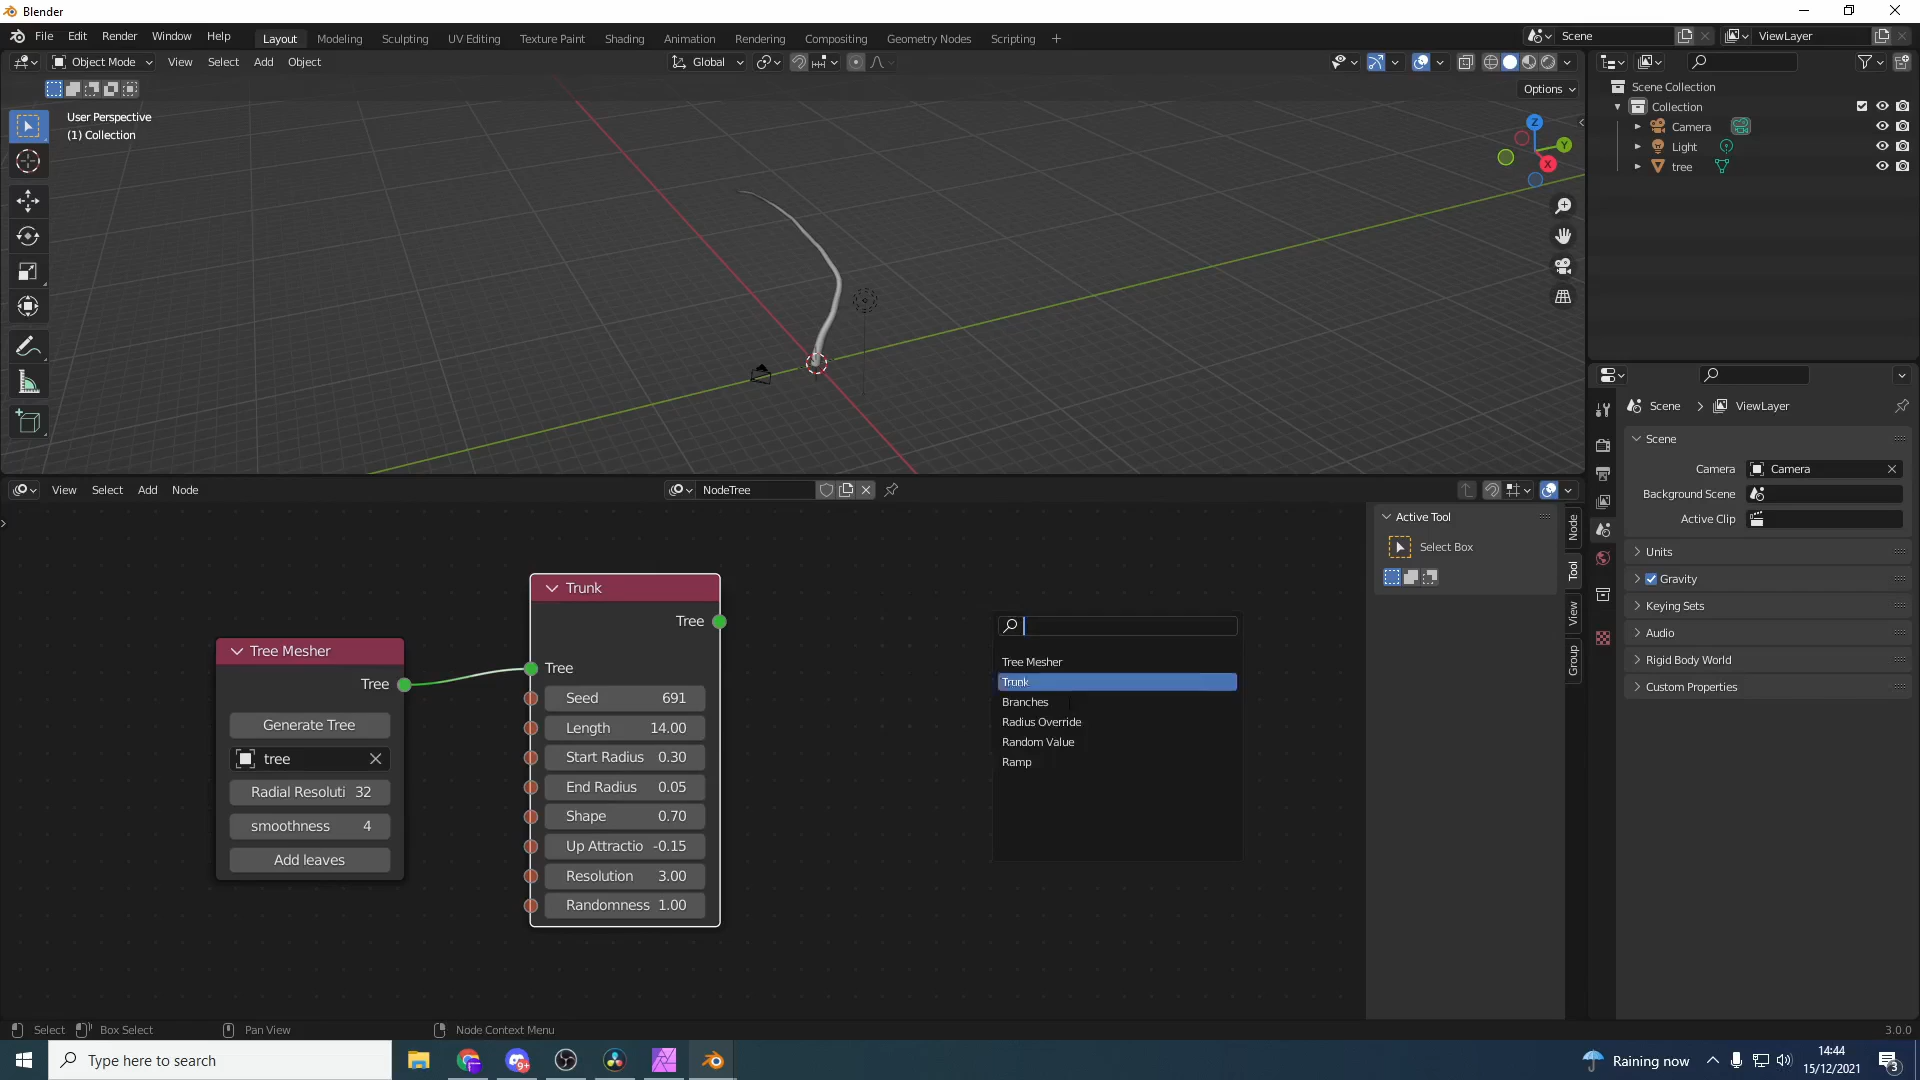 Blender
File Edit Render Window Help
Layout Modeling Sculpting UV Editing Texture Paint Shading Animation Rendering Compositing Geometry Nodes Scripting +
Scene
ViewLayer
Object Mode View Select Add Object
Global
Options
User Perspective
(1) Collection
Z
Y
X
Scene Collection
Collection
Camera
Light
tree
View Select Add Node
NodeTree
Trunk
Tree
Tree
Seed 691
Length 14.00
Start Radius 0.30
End Radius 0.05
Shape 0.70
Up Attractio -0.15
Resolution 3.00
Randomness 1.00
Tree Mesher
Tree
Generate Tree
tree
Radial Resoluti 32
smoothness 4
Add leaves
Tree Mesher
Trunk
Branches
Radius Override
Random Value
Ramp
Active Tool
Select Box
Node
Tool
View
Group
Scene > ViewLayer
Scene
Camera Camera
Background Scene
Active Clip
Units
Gravity
Keying Sets
Audio
Rigid Body World
Custom Properties
Select Box Select Pan View Node Context Menu 3.0.0
Type here to search
9+
Raining now
14:44
15/12/2021
3